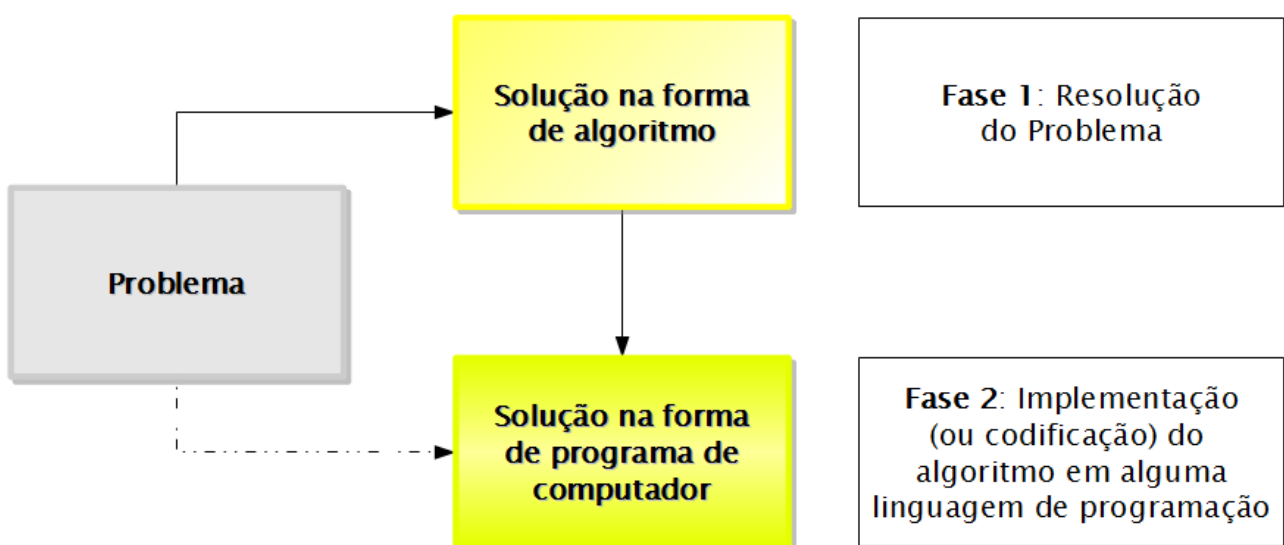 Solução na forma
de algoritmo
Fase 1: Resolução
do Problema
Problema
Solução na forma
de programa de
computador
Fase 2: Implementação
(ou codificação) do
algoritmo em alguma
linguagem de programação